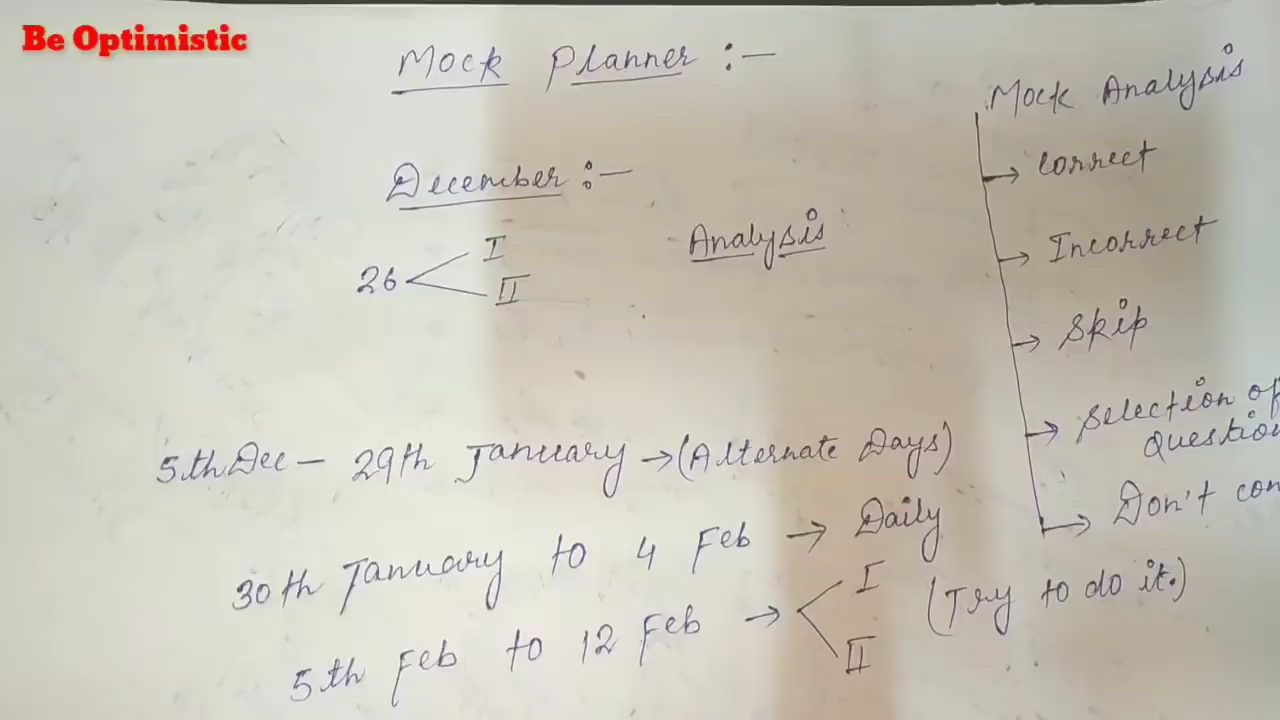 Be Optimistic
Mock Planner :-
December :-
26
I
II
Analysis
5th Dec - 29th January → (Alternate Days)
30th January to 4 Feb → Daily
5th Feb to 12 Feb →
I
II
(Try to do it.)
Mock Analysis
→ Correct
→ Incorrect
→ Skip
→ Selection of
Question
→ Don't